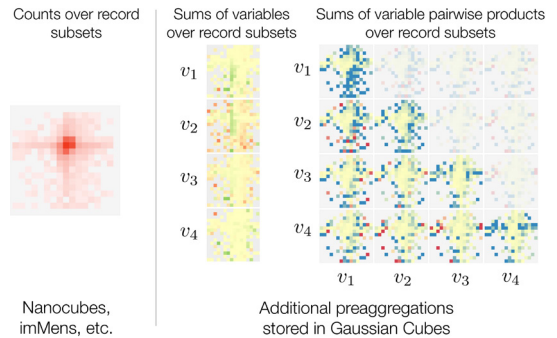 Counts over record
subsets
Sums of variables
over record subsets
Sums of variable pairwise products
over record subsets
v1
v2
v3
v4
v1
v2
v3
v4
v1
v2
v3
v4
Nanocubes,
imMens, etc.
Additional preaggregations
stored in Gaussian Cubes